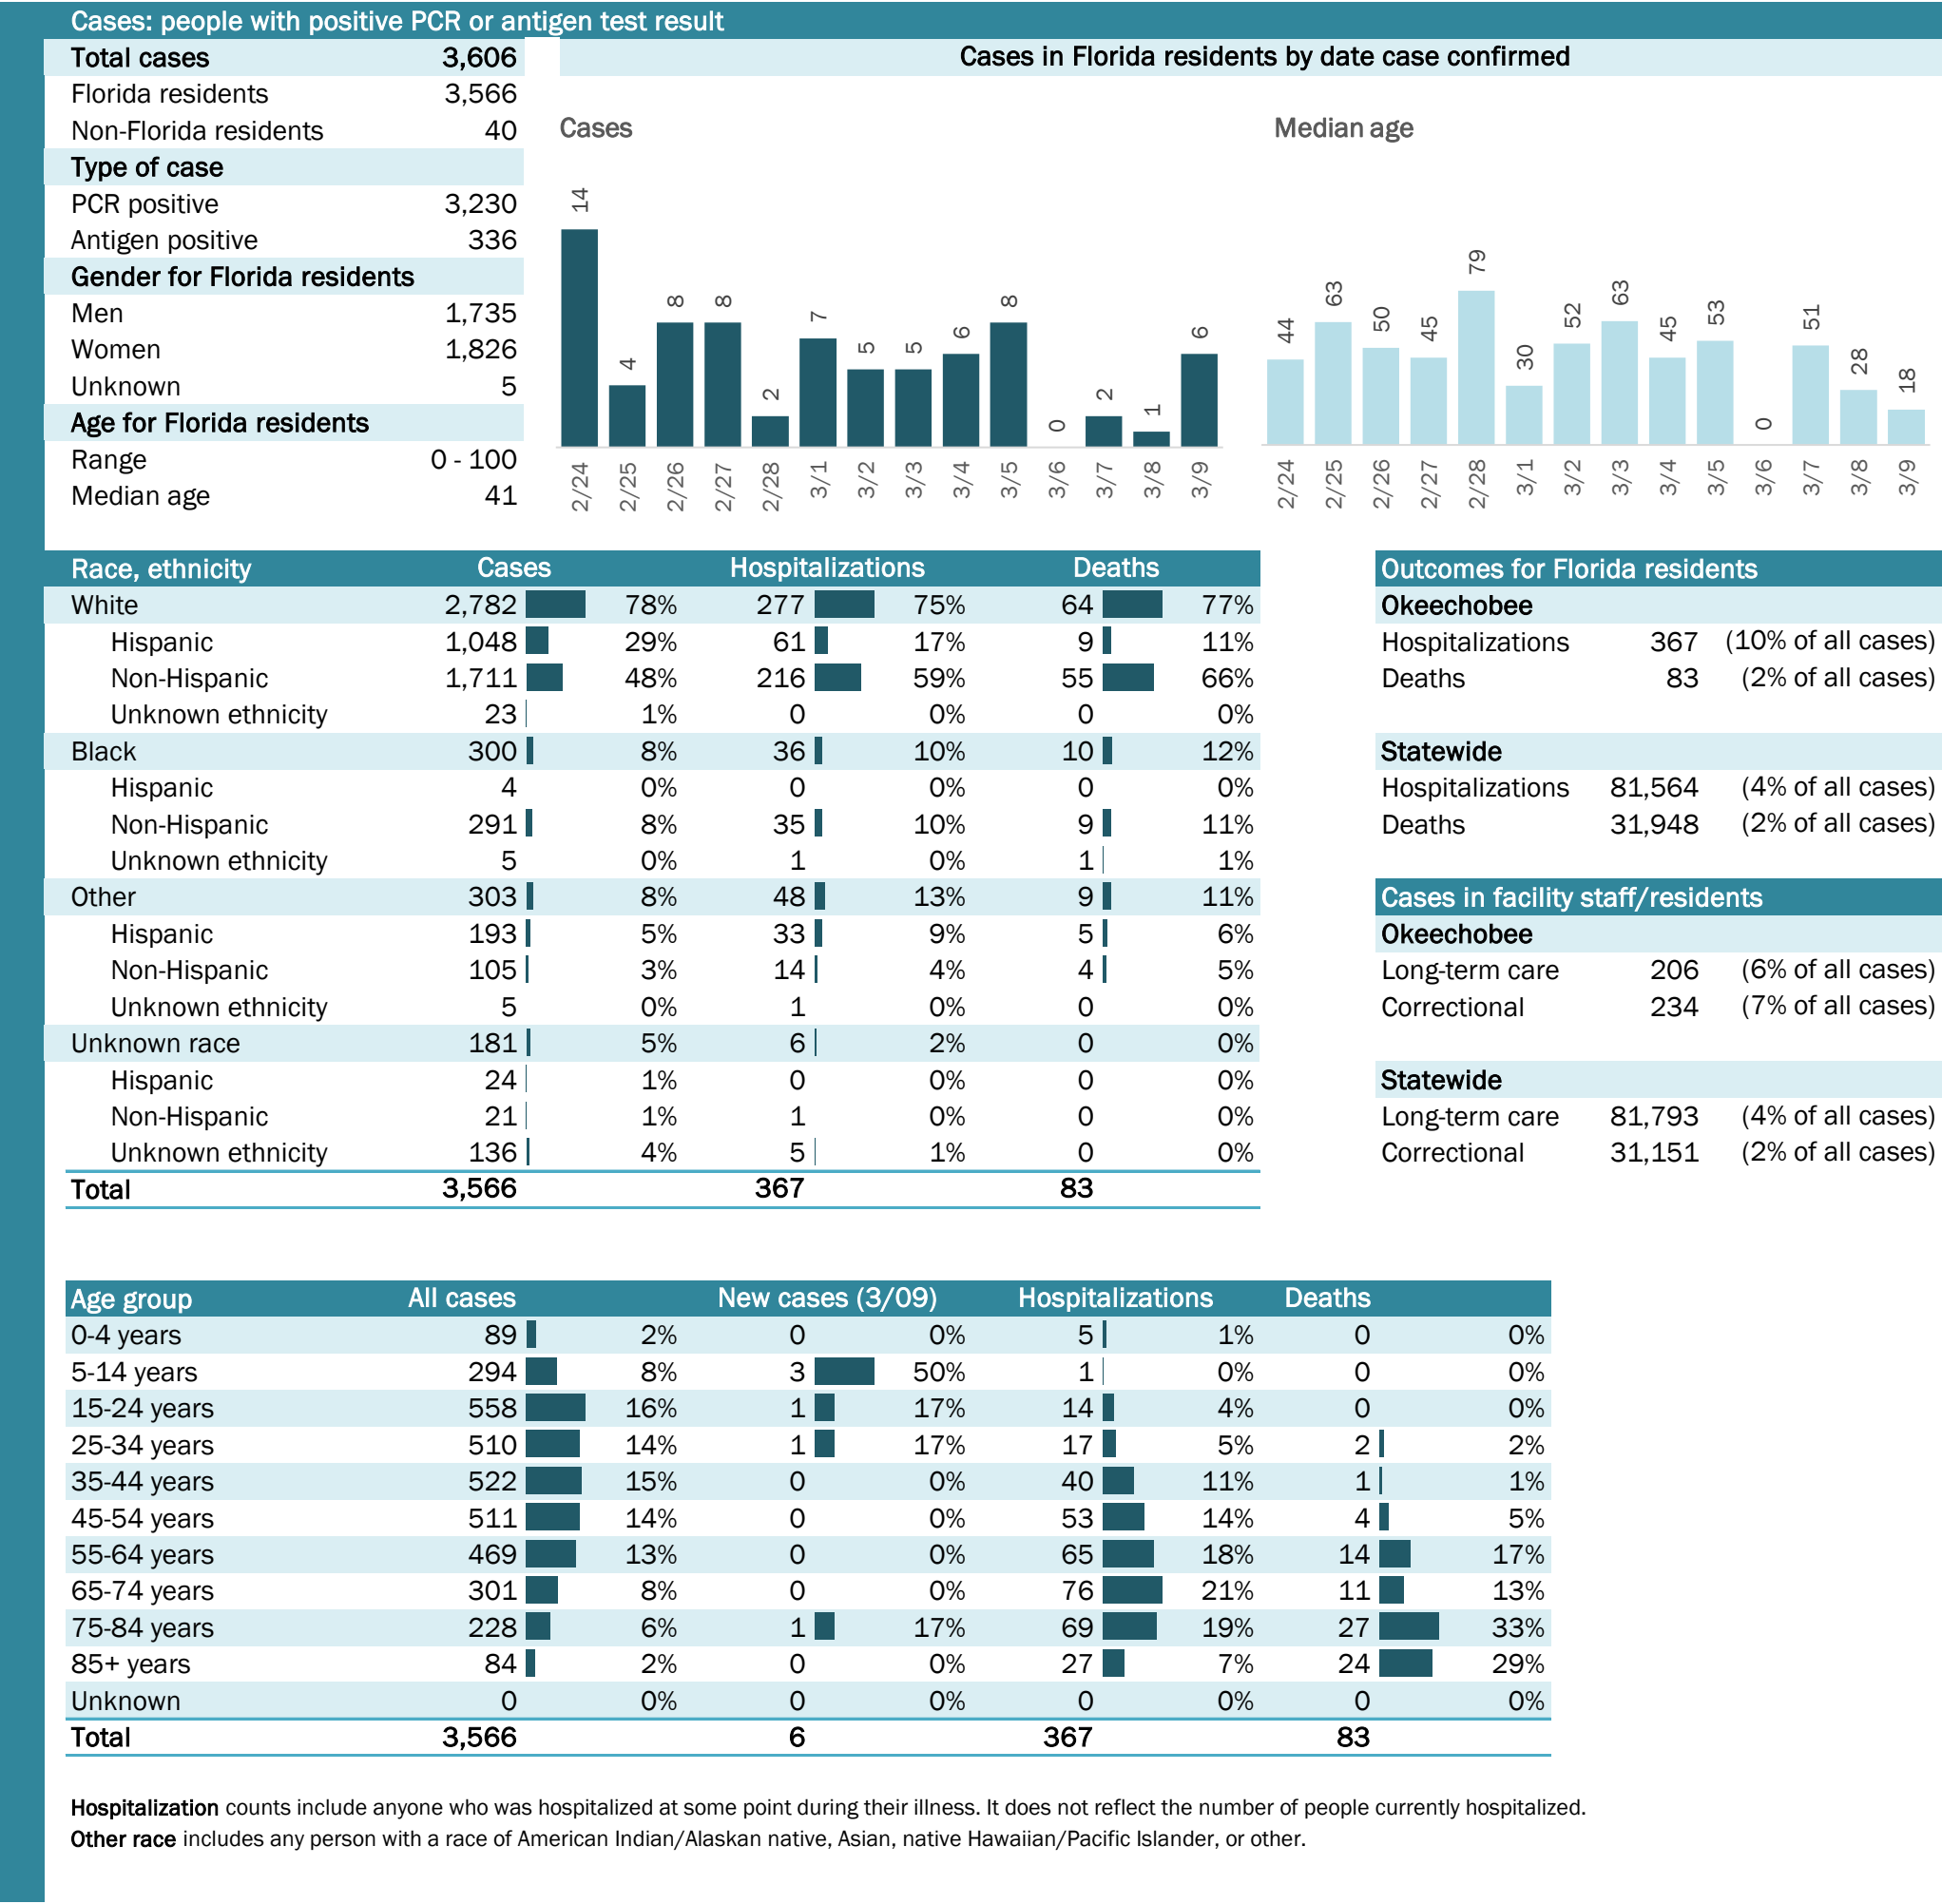 Cases: people with positive PCR or antigen test result
Total cases 3,606
Florida residents 3,566
Non-Florida residents 40
Type of case
PCR positive 3,230
Antigen positive 336
Gender for Florida residents
Men 1,735
Women 1,826
Unknown 5
Age for Florida residents
Range 0 - 100
Median age 41
Cases in Florida residents by date case confirmed
Cases
14 4 8 8 2 7 5 5 6 8 0 2 1 6
2/24 2/25 2/26 2/27 2/28 3/1 3/2 3/3 3/4 3/5 3/6 3/7 3/8 3/9
Median age
44 63 50 45 79 30 52 63 45 53 0 51 28 18
2/24 2/25 2/26 2/27 2/28 3/1 3/2 3/3 3/4 3/5 3/6 3/7 3/8 3/9
Race, ethnicity Cases Hospitalizations Deaths
White 2,782 78% 277 75% 64 77%
Hispanic 1,048 29% 61 17% 9 11%
Non-Hispanic 1,711 48% 216 59% 55 66%
Unknown ethnicity 23 1% 0 0% 0 0%
Black 300 8% 36 10% 10 12%
Hispanic 4 0% 0 0% 0 0%
Non-Hispanic 291 8% 35 10% 9 11%
Unknown ethnicity 5 0% 1 0% 1 1%
Other 303 8% 48 13% 9 11%
Hispanic 193 5% 33 9% 5 6%
Non-Hispanic 105 3% 14 4% 4 5%
Unknown ethnicity 5 0% 1 0% 0 0%
Unknown race 181 5% 6 2% 0 0%
Hispanic 24 1% 0 0% 0 0%
Non-Hispanic 21 1% 1 0% 0 0%
Unknown ethnicity 136 4% 5 1% 0 0%
Total 3,566 367 83
Outcomes for Florida residents
Okeechobee
Hospitalizations 367 (10% of all cases)
Deaths 83 (2% of all cases)
Statewide
Hospitalizations 81,564 (4% of all cases)
Deaths 31,948 (2% of all cases)
Cases in facility staff/residents
Okeechobee
Long-term care 206 (6% of all cases)
Correctional 234 (7% of all cases)
Statewide
Long-term care 81,793 (4% of all cases)
Correctional 31,151 (2% of all cases)
Age group All cases New cases (3/09) Hospitalizations Deaths
0-4 years 89 2% 0 0% 5 1% 0 0%
5-14 years 294 8% 3 50% 1 0% 0 0%
15-24 years 558 16% 1 17% 14 4% 0 0%
25-34 years 510 14% 1 17% 17 5% 2 2%
35-44 years 522 15% 0 0% 40 11% 1 1%
45-54 years 511 14% 0 0% 53 14% 4 5%
55-64 years 469 13% 0 0% 65 18% 14 17%
65-74 years 301 8% 0 0% 76 21% 11 13%
75-84 years 228 6% 1 17% 69 19% 27 33%
85+ years 84 2% 0 0% 27 7% 24 29%
Unknown 0 0% 0 0% 0 0% 0 0%
Total 3,566 6 367 83
Hospitalization counts include anyone who was hospitalized at some point during their illness. It does not reflect the number of people currently hospitalized.
Other race includes any person with a race of American Indian/Alaskan native, Asian, native Hawaiian/Pacific Islander, or other.